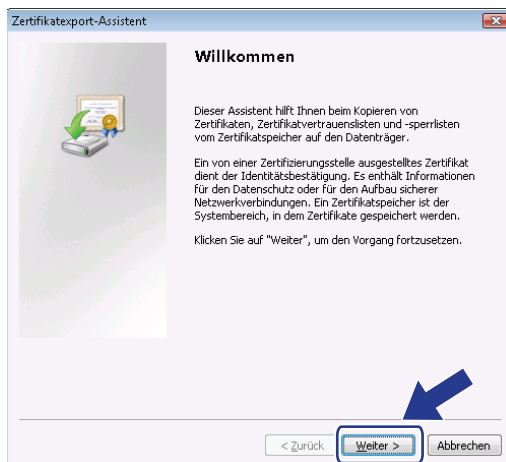 Zertifikatexport-Assistent
Willkommen
Dieser Assistent hilft Ihnen beim Kopieren von
Zertifikaten, Zertifikatvertrauenslisten und -sperrlisten
vom Zertifikatspeicher auf den Datenträger.
Ein von einer Zertifizierungsstelle ausgestelltes Zertifikat
dient der Identitätsbestätigung. Es enthält Informationen
für den Datenschutz oder für den Aufbau sicherer
Netzwerkverbindungen. Ein Zertifikatspeicher ist der
Systembereich, in dem Zertifikate gespeichert werden.
Klicken Sie auf "Weiter", um den Vorgang fortzusetzen.
< Zurück Weiter > Abbrechen